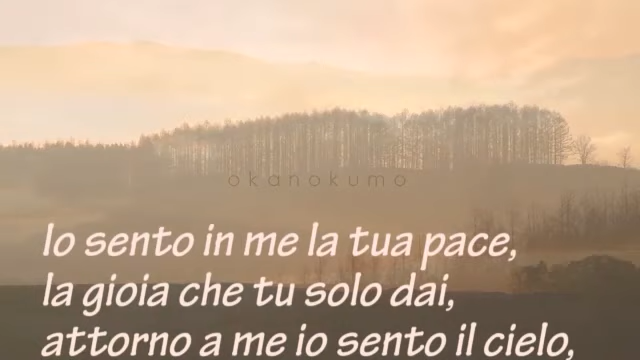 okanokumo
Io sento in me la tua pace,
la gioia che tu solo dai,
attorno a me io sento il cielo,